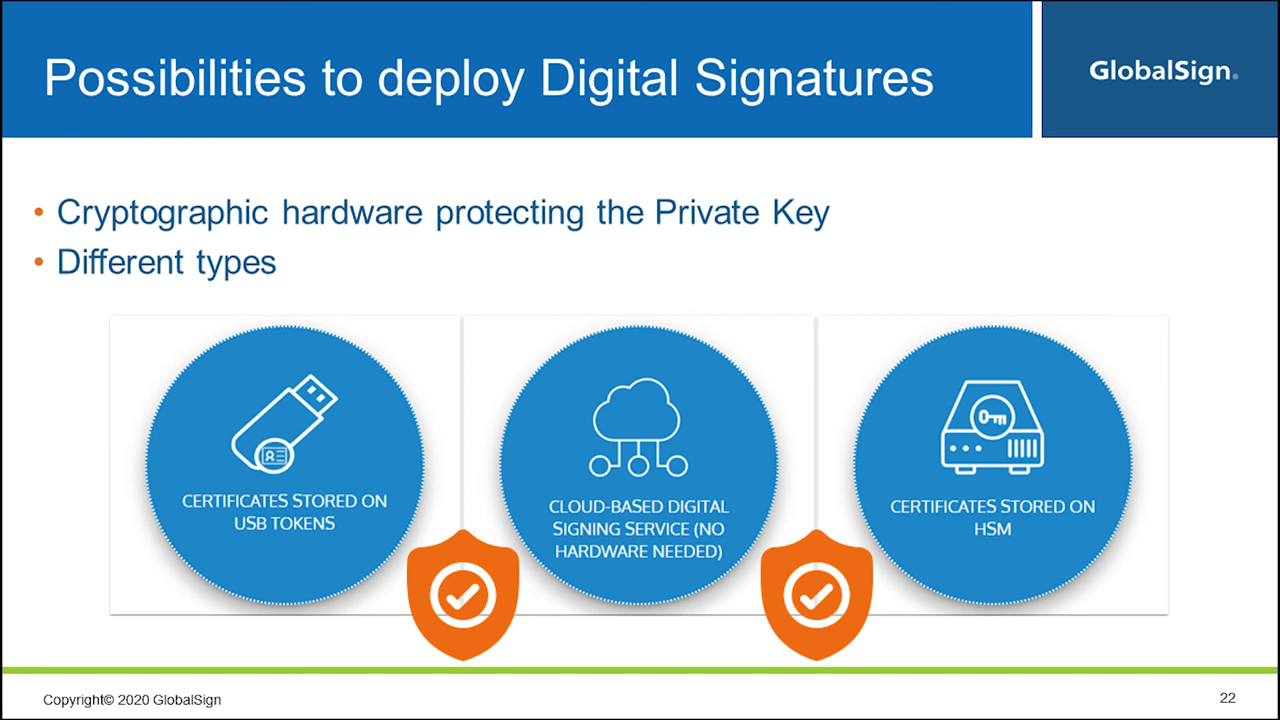 Possibilities to deploy Digital Signatures
GlobalSign.
• Cryptographic hardware protecting the Private Key
• Different types
CERTIFICATES STORED ON
USB TOKENS
CLOUD-BASED DIGITAL
SIGNING SERVICE (NO
HARDWARE NEEDED)
CERTIFICATES STORED ON
HSM
Copyright© 2020 GlobalSign
22